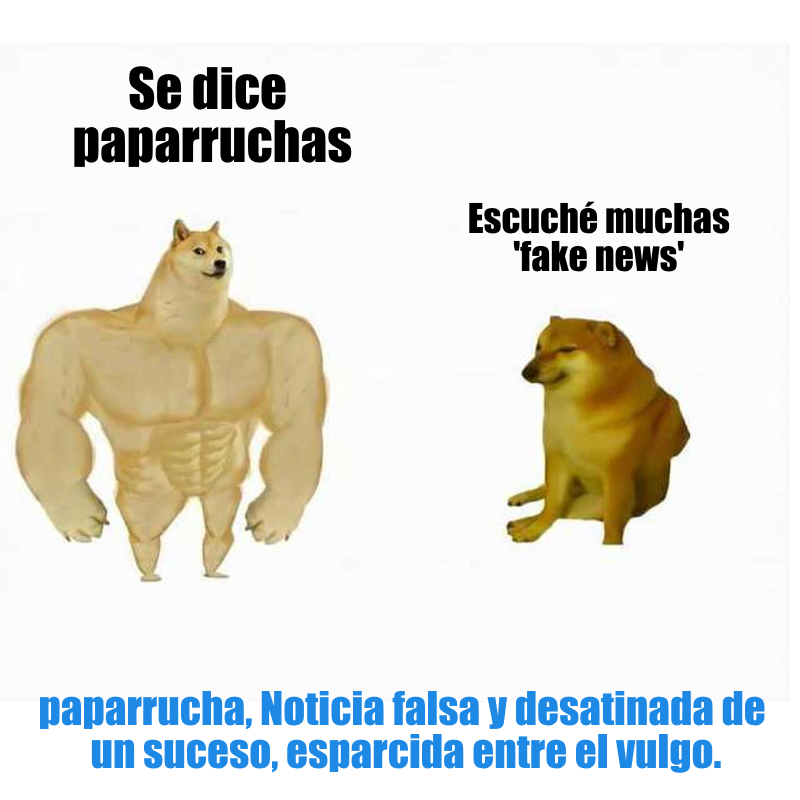 Se dice
paparruchas
Escuché muchas
'fake news'
paparrucha, Noticia falsa y desatinada de
un suceso, esparcida entre el vulgo.